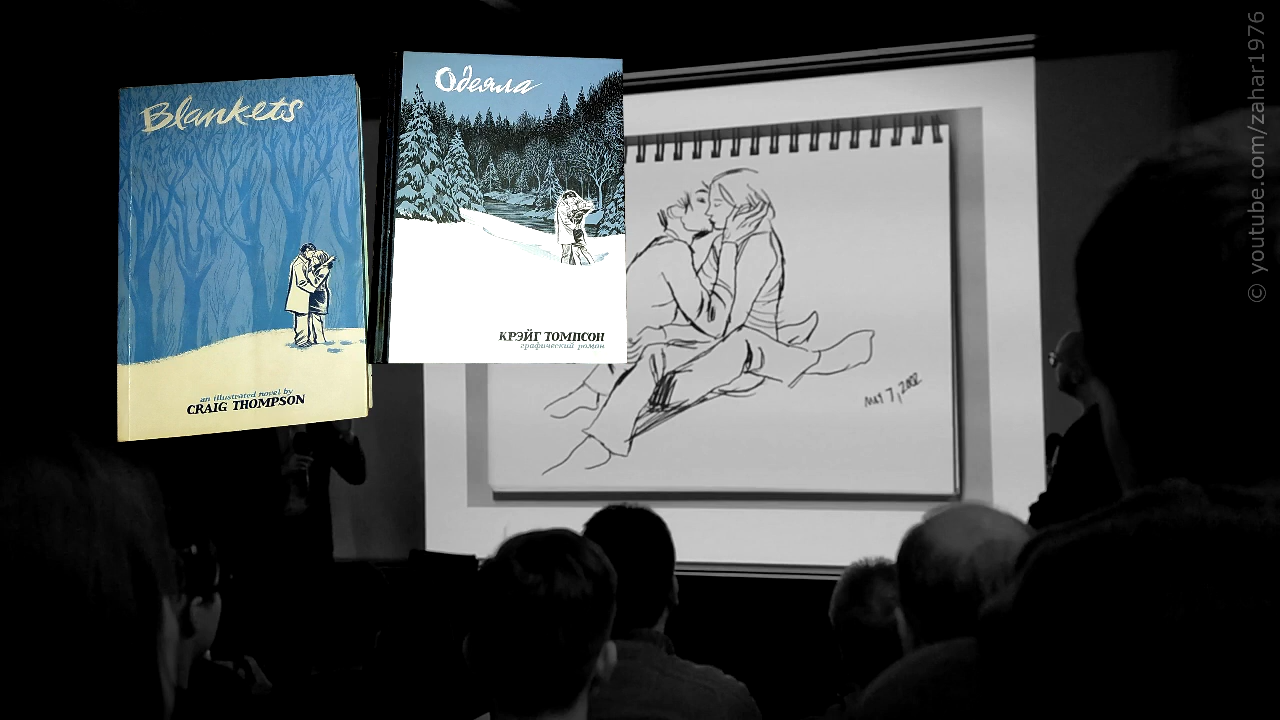 Blankets
an illustrated novel by
CRAIG THOMPSON
Одеяла
КРЭЙГ ТОМПСОН
графический роман
MAY 7, 2002
© youtube.com/zahar1976